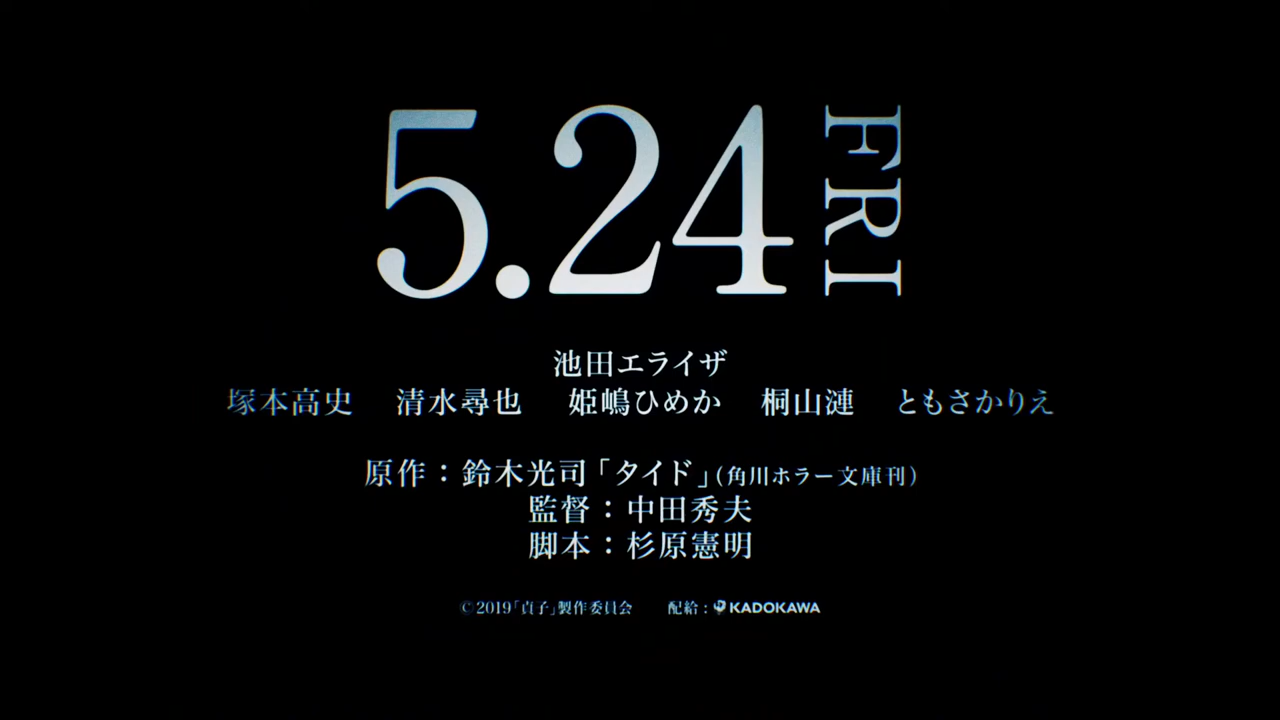 5.24 FRI
池田エライザ
塚本高史 清水尋也 姫嶋ひめか 桐山漣 ともさかりえ
原作：鈴木光司「タイド」(角川ホラー文庫刊)
監督：中田秀夫
脚本：杉原憲明
©2019「貞子」製作委員会 配給：KADOKAWA